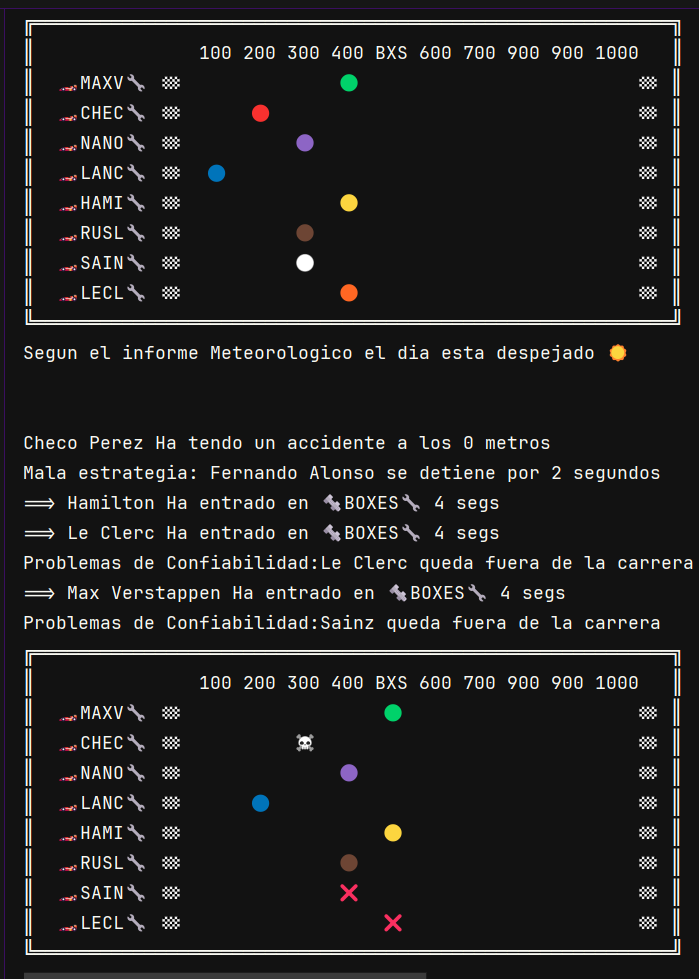 100 200 300 400 BXS 600 700 900 900 1000
MAXV
CHEC
NANO
LANC
HAMI
RUSL
SAIN
LECL
Segun el informe Meteorologico el dia esta despejado
Checo Perez Ha tendo un accidente a los 0 metros
Mala estrategia: Fernando Alonso se detiene por 2 segundos
⟹ Hamilton Ha entrado en 🔩BOXES🔧 4 segs
⟹ Le Clerc Ha entrado en 🔩BOXES🔧 4 segs
Problemas de Confiabilidad:Le Clerc queda fuera de la carrera
⟹ Max Verstappen Ha entrado en 🔩BOXES🔧 4 segs
Problemas de Confiabilidad:Sainz queda fuera de la carrera
100 200 300 400 BXS 600 700 900 900 1000
MAXV
CHEC
NANO
LANC
HAMI
RUSL
SAIN
LECL